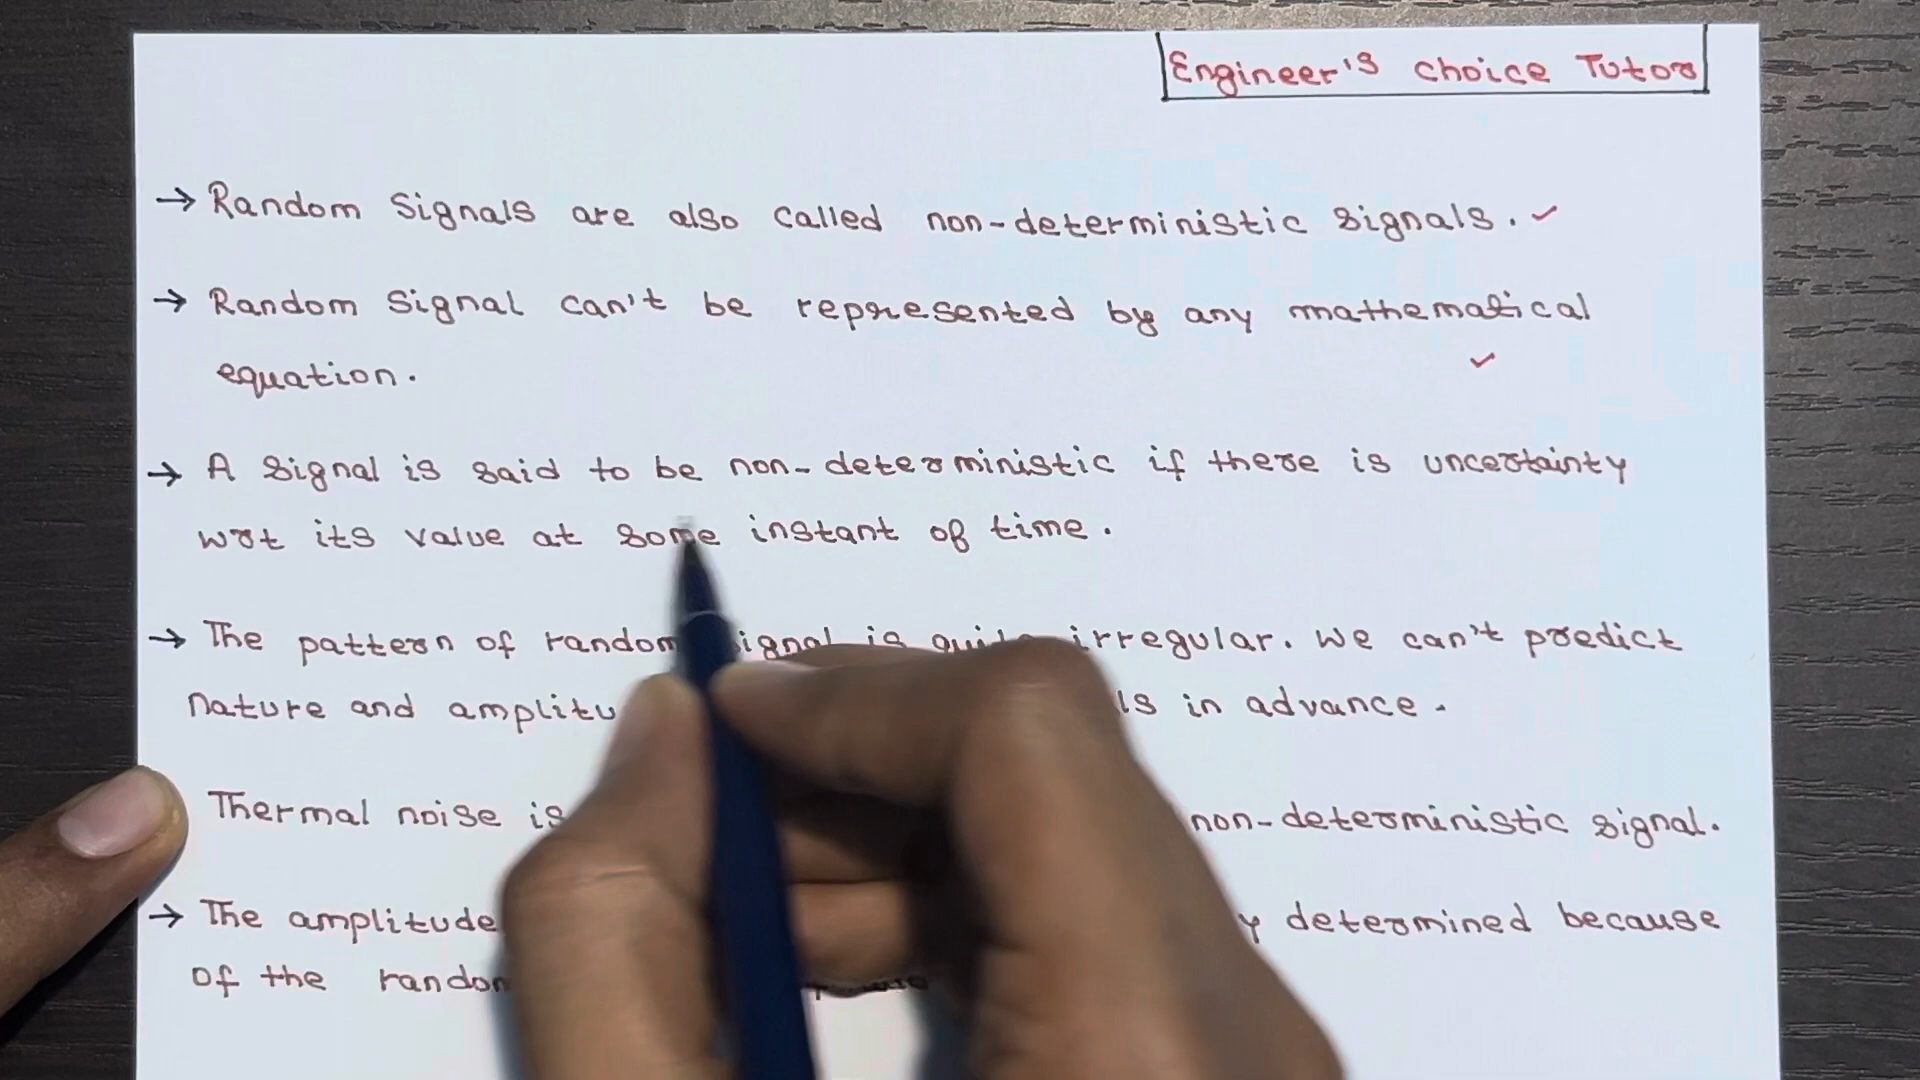 Engineer's choice Tutor
→ Random Signals are also called non-deterministic signals. ✓
→ Random Signal can't be represented by any mathematical
equation. ✓
→ A signal is said to be non-deterministic if there is uncertainty
wrt its value at some instant of time.
→ The pattern of random signal is quite irregular. We can't predict
nature and in advance.
Thermal noise is non-deterministic signal.
→ The amplitude determined because
of the